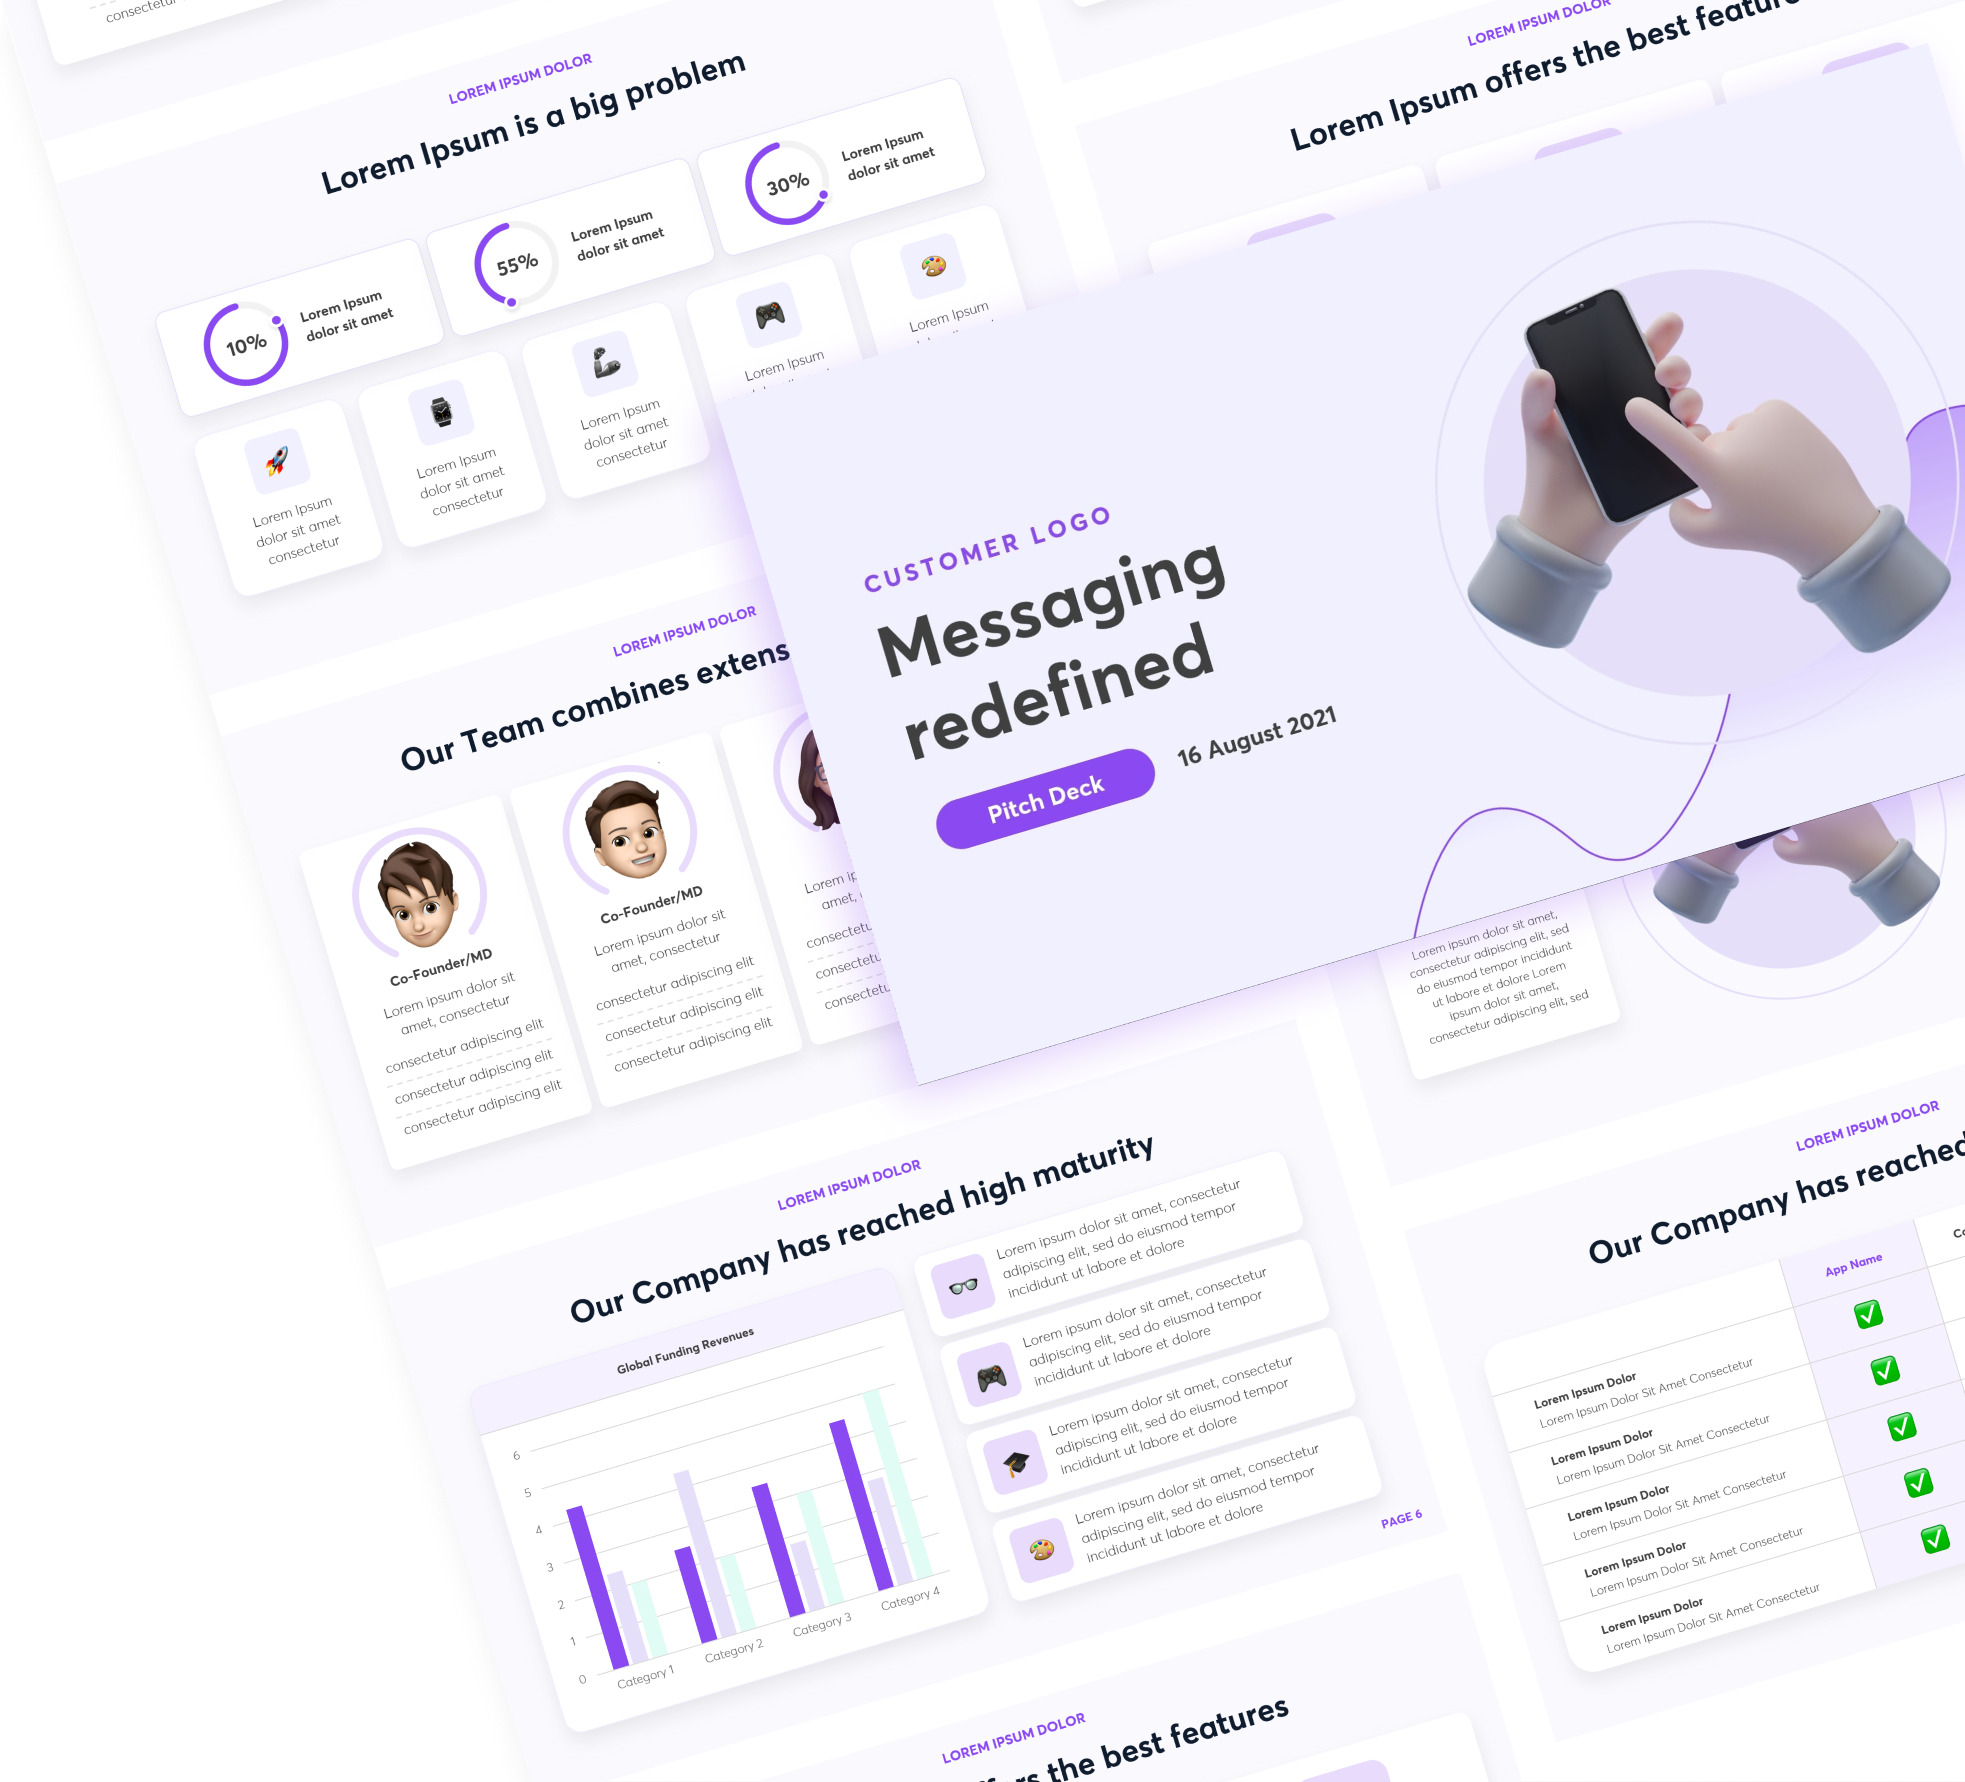 consectetur
LOREM IPSUM DOLOR
Lorem Ipsum is a big problem
10%
Lorem Ipsum
dolor sit amet
55%
Lorem Ipsum
dolor sit amet
30%
Lorem Ipsum
dolor sit amet
Lorem Ipsum
dolor sit amet
consectetur
Lorem Ipsum
dolor sit amet
consectetur
Lorem Ipsum
dolor sit amet
consectetur
Lorem Ipsum
Lorem Ipsum
LOREM IPSUM DOLOR
Lorem Ipsum offers the best
CUSTOMER LOGO
Messaging
redefined
Pitch Deck
16 August 2021
LOREM IPSUM DOLOR
Our Team combines
Co-Founder/MD
Lorem ipsum dolor sit
amet, consectetur
consectetur adipiscing elit
consectetur adipiscing elit
consectetur adipiscing elit
Co-Founder/MD
Lorem ipsum dolor sit
amet, consectetur
consectetur adipiscing elit
consectetur adipiscing elit
consectetur adipiscing elit
Lorem
amet,
Lorem ipsum dolor sit amet,
consectetur adipiscing elit, sed
do eiusmod tempor incididunt
ut labore et dolore Lorem
ipsum dolor sit amet,
consectetur adipiscing elit, sed
LOREM IPSUM DOLOR
Our Company has reached high maturity
Global Funding Revenues
6
5
4
3
2
1
0
Category 1
Category 2
Category 3
Category 4
Lorem ipsum dolor sit amet, consectetur
adipiscing elit, sed do eiusmod tempor
incididunt ut labore et dolore
Lorem ipsum dolor sit amet, consectetur
adipiscing elit, sed do eiusmod tempor
incididunt ut labore et dolore
Lorem ipsum dolor sit amet, consectetur
adipiscing elit, sed do eiusmod tempor
incididunt ut labore et dolore
Lorem ipsum dolor sit amet, consectetur
adipiscing elit, sed do eiusmod tempor
incididunt ut labore et dolore
PAGE 6
LOREM IPSUM DOLOR
Our Company has reached
App Name
Lorem Ipsum Dolor
Lorem Ipsum Dolor Sit Amet Consectetur
Lorem Ipsum Dolor
Lorem Ipsum Dolor Sit Amet Consectetur
Lorem Ipsum Dolor
Lorem Ipsum Dolor Sit Amet Consectetur
Lorem Ipsum Dolor
Lorem Ipsum Dolor Sit Amet Consectetur
Lorem Ipsum Dolor
Lorem Ipsum Dolor Sit Amet Consectetur
LOREM IPSUM DOLOR
the best features